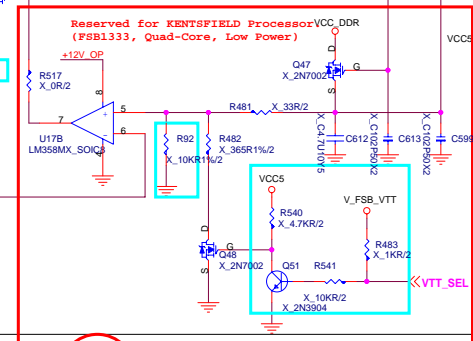 Reserved for KENTSFIELD Processor.
(FSB1333, Quad-Core, Low Power)
VCC_DDR
VCC5
+12V_OP
R517
X_0R/2
8
7
5
6
4
+
-
U17B
LM358MX_SOIC8
Q47
X_2N7002
D
G
S
R481
X_33R/2
R92
X_10KR1%/2
R482
X_365R1%/2
C612
X_C4.7U10Y5
C613
X_C102P50X2
C599
X_C102P50X2
VCC5
R540
X_4.7KR/2
V_FSB_VTT
R483
X_1KR/2
D
G
S
Q48
X_2N7002
Q51
X_2N3904
R541
X_10KR/2
VTT_SEL